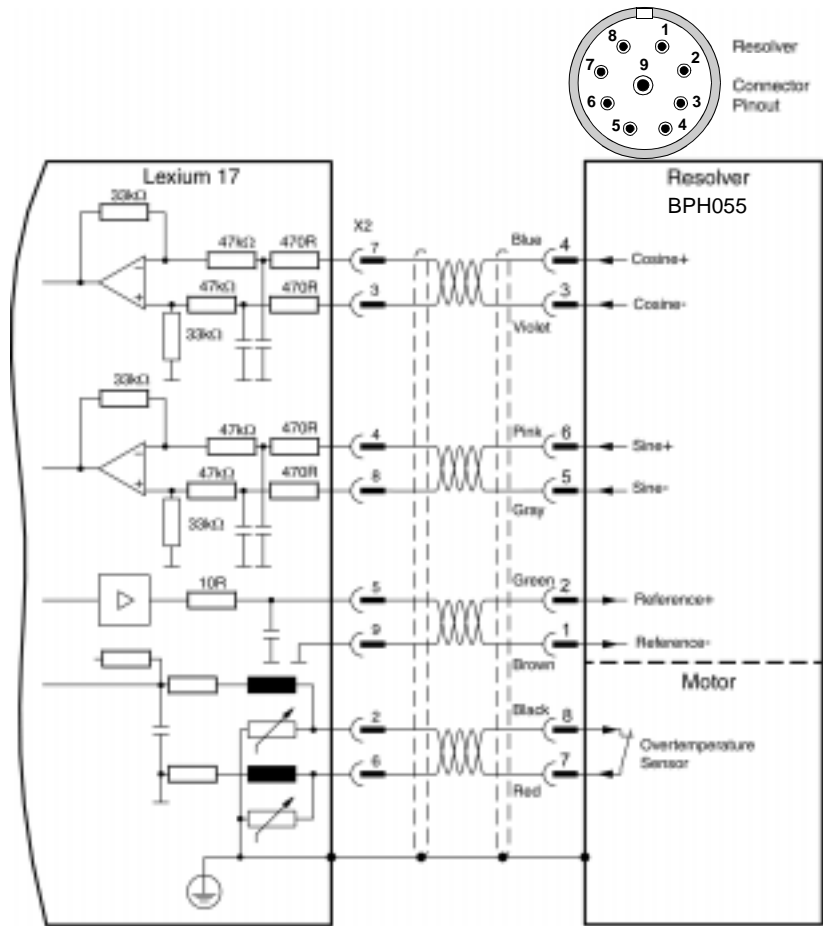 8 1
Resolver
7 9 2
Connector
Pinout
6 3
5 4
Lexium 17
Resolver
BPH055
33kΩ
X2
47kΩ 470R 7 Blue 4 Cosine+
47kΩ 470R 3 3 Cosine-
Violet
33kΩ
33kΩ
47kΩ 470R 4 Pink 6 Sine+
47kΩ 470R 8 5 Sine-
Gray
33kΩ
10R 5 Green 2 Reference+
9 1 Reference-
Brown
Motor
2 Black 8
Overtemperature
Sensor
6 7
Red